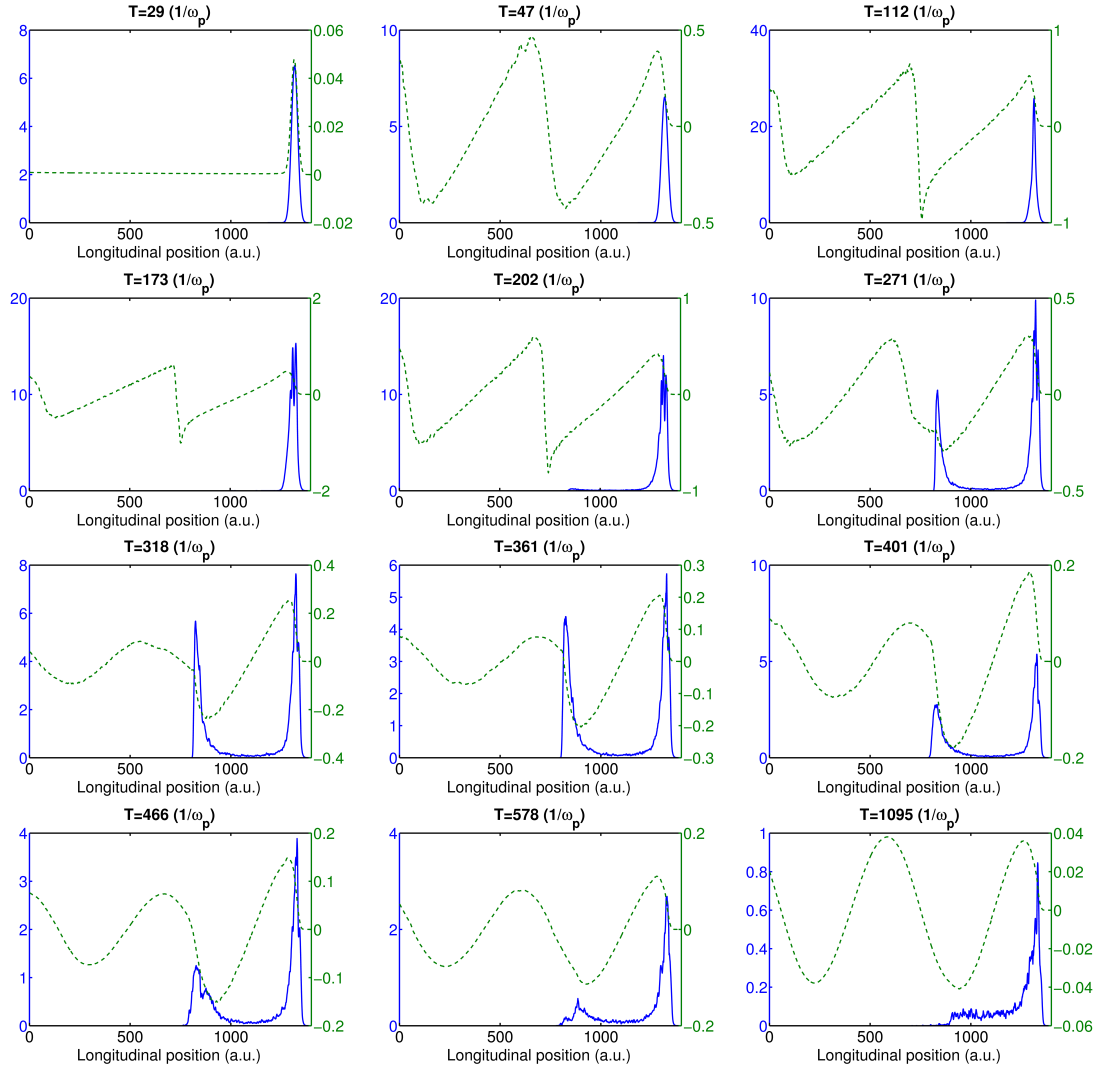 T=29 (1/ωp)
T=47 (1/ωp)
T=112 (1/ωp)
8 0.06
6 0.04
4 0.02
2 0
0 −0.02
0 500 1000
Longitudinal position (a.u.)
10 0.5
5 0
0 −0.5
0 500 1000
Longitudinal position (a.u.)
40 1
20 0
0 −1
0 500 1000
Longitudinal position (a.u.)
T=173 (1/ωp)
T=202 (1/ωp)
T=271 (1/ωp)
20 2
10 0
0 −2
0 500 1000
Longitudinal position (a.u.)
20 1
10 0
0 −1
0 500 1000
Longitudinal position (a.u.)
10 0.5
5 0
0 −0.5
0 500 1000
Longitudinal position (a.u.)
T=318 (1/ωp)
T=361 (1/ωp)
T=401 (1/ωp)
8 0.4
6 0.2
4 0
2 −0.2
0 −0.4
0 500 1000
Longitudinal position (a.u.)
6 0.3
5 0.2
4 0.1
3 0
2 −0.1
1 −0.2
0 −0.3
0 500 1000
Longitudinal position (a.u.)
10 0.2
5 0
0 −0.2
0 500 1000
Longitudinal position (a.u.)
T=466 (1/ωp)
T=578 (1/ωp)
T=1095 (1/ωp)
4 0.2
3 0.1
2 0
1 −0.1
0 −0.2
0 500 1000
Longitudinal position (a.u.)
4 0.2
2 0
0 −0.2
0 500 1000
Longitudinal position (a.u.)
1 0.04
0.8 0.02
0.6 0
0.4 −0.02
0.2 −0.04
0 −0.06
0 500 1000
Longitudinal position (a.u.)